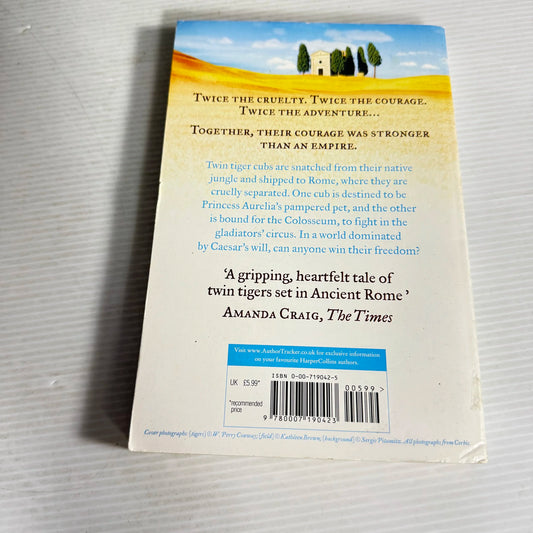 TWICE THE CRUELTY. TWICE THE COURAGE.
TWICE THE ADVENTURE...
TOGETHER, THEIR COURAGE WAS STRONGER
THAN AN EMPIRE.
Twin tiger cubs are snatched from their native
jungle and shipped to Rome, where they are
cruelly separated. One cub is destined to be
Princess Aurelia's pampered pet, and the other
is bound for the Colosseum, to fight in the
gladiators' circus. In a world dominated
by Caesar's will, can anyone win their freedom?
'A gripping, heartfelt tale of
twin tigers set in Ancient Rome'
AMANDA CRAIG, The Times
Visit www.AuthorTracker.co.uk for exclusive information
on your favourite HarperCollins authors.
ISBN 0-00-719042-5
UK £5.99*
*recommended
price
00599 >
9 780007 190423
Cover photographs: (tigers) © W. Perry Conway; (field) © Kathleen Brown; (background) © Sergio Pitamitz. All photographs from Corbis.